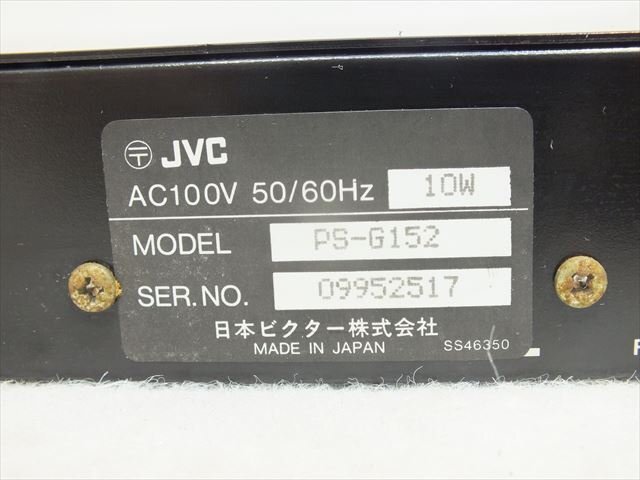 〒 JVC
AC100V 50/60Hz 10W
MODEL PS-G152
SER.NO. 09952517
日本ビクター株式会社
MADE IN JAPAN SS46350